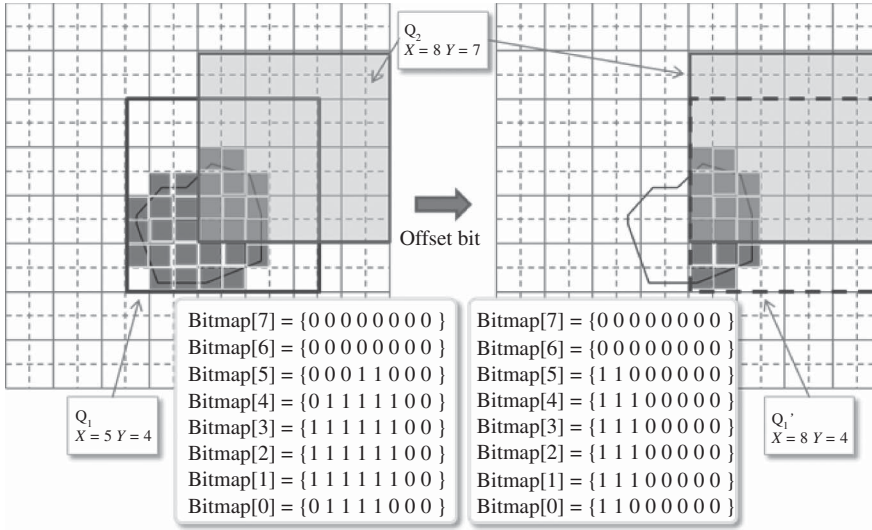 Q₂
X = 8 Y = 7
Offset bit
Bitmap[7] = {0 0 0 0 0 0 0 0 }
Bitmap[6] = {0 0 0 0 0 0 0 0 }
Bitmap[5] = {0 0 0 1 1 0 0 0 }
Bitmap[4] = {0 1 1 1 1 1 0 0 }
Bitmap[3] = {1 1 1 1 1 1 0 0 }
Bitmap[2] = {1 1 1 1 1 1 0 0 }
Bitmap[1] = {1 1 1 1 1 1 0 0 }
Bitmap[0] = {0 1 1 1 1 0 0 0 }
Bitmap[7] = {0 0 0 0 0 0 0 0 }
Bitmap[6] = {0 0 0 0 0 0 0 0 }
Bitmap[5] = {1 1 0 0 0 0 0 0 }
Bitmap[4] = {1 1 1 0 0 0 0 0 }
Bitmap[3] = {1 1 1 0 0 0 0 0 }
Bitmap[2] = {1 1 1 0 0 0 0 0 }
Bitmap[1] = {1 1 1 0 0 0 0 0 }
Bitmap[0] = {1 1 0 0 0 0 0 0 }
Q₁
X = 5 Y = 4
Q₁’
X = 8 Y = 4